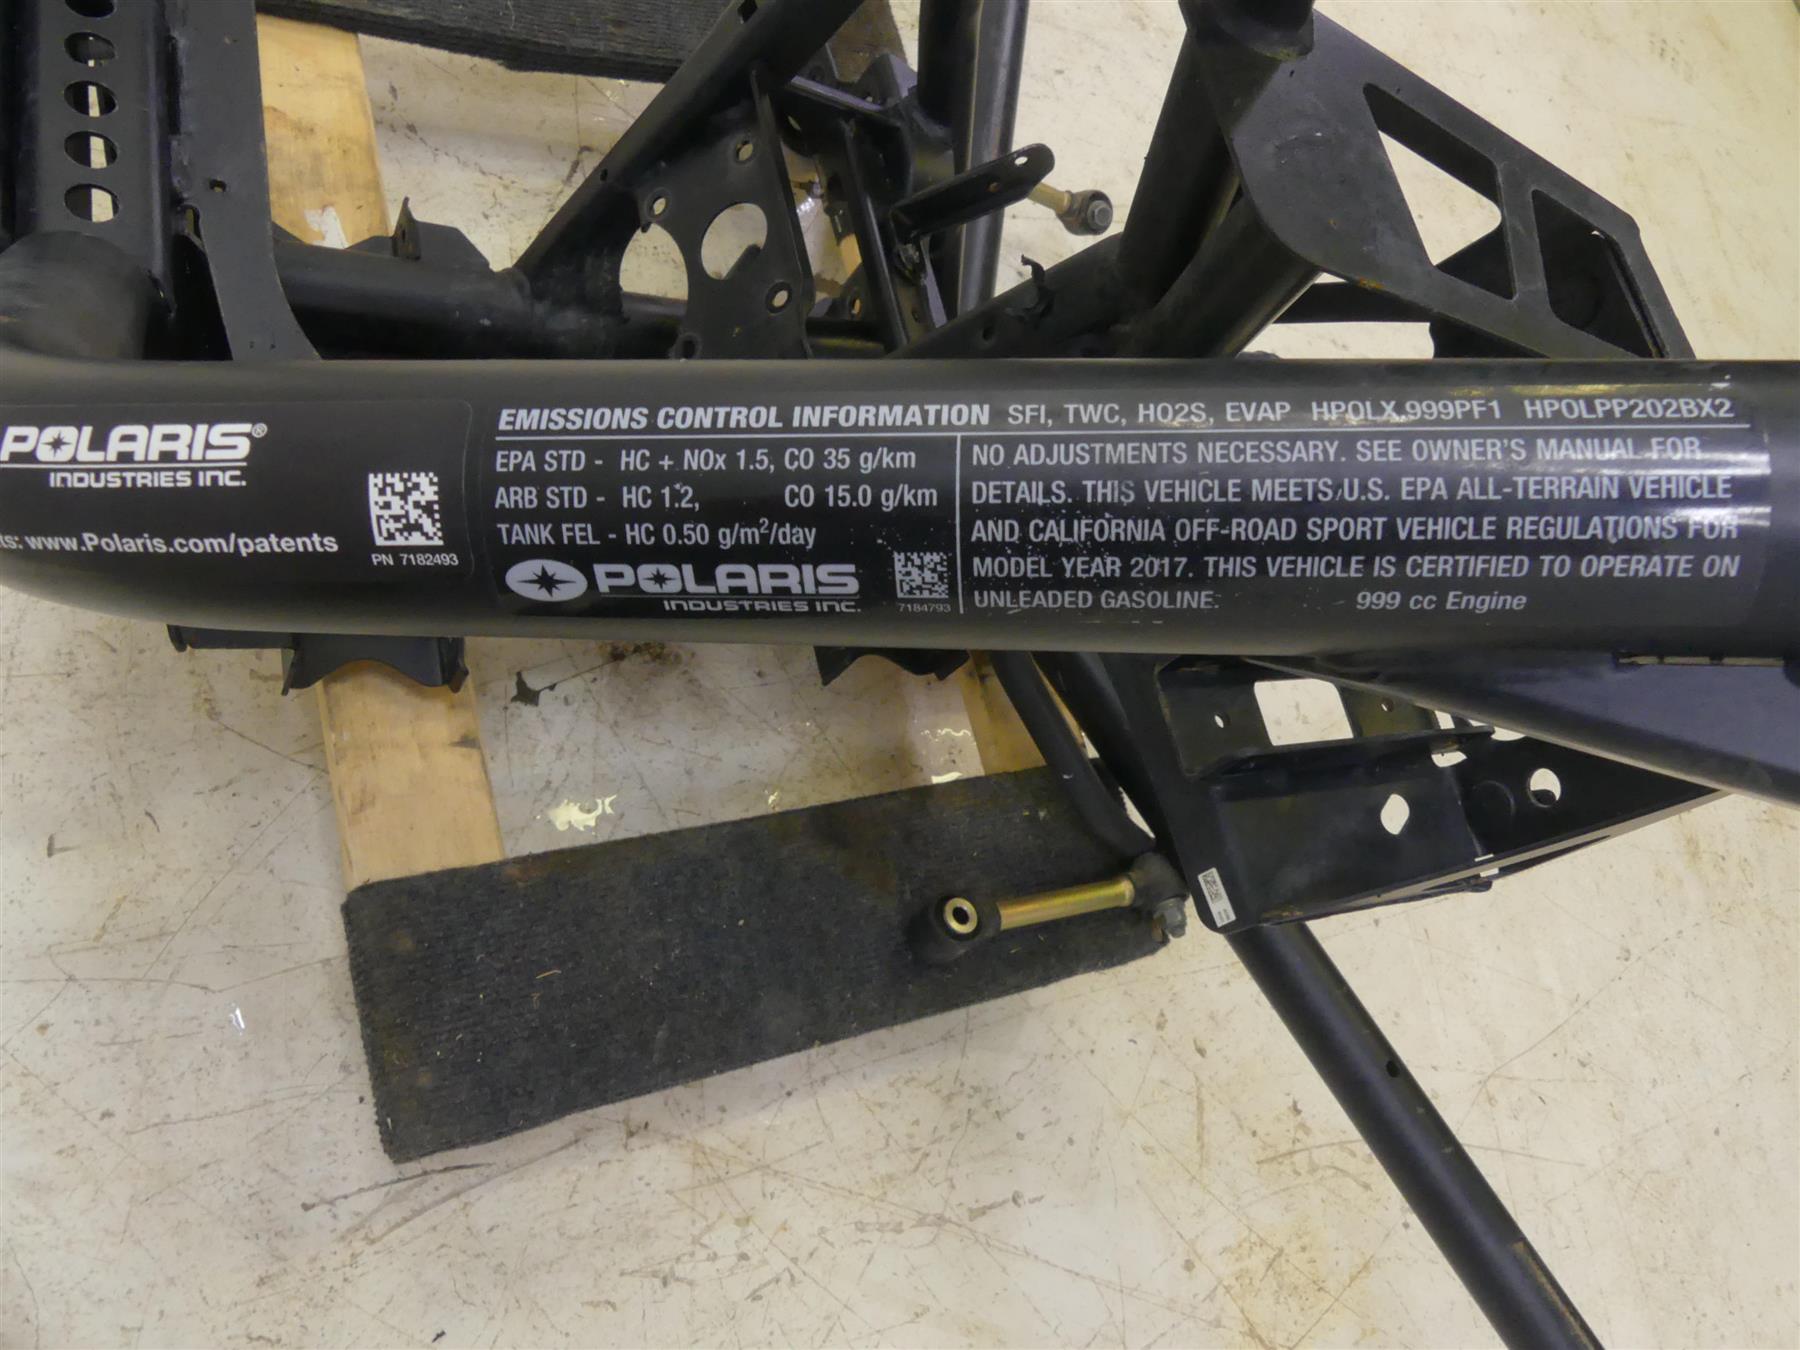 POLARIS®
INDUSTRIES INC.
ts: www.Polaris.com/patents
PN 7182493
EMISSIONS CONTROL INFORMATION SFI, TWC, HO2S, EVAP HPOLX.999PF1 HPOLPP202BX2
EPA STD - HC + NOx 1.5, CO 35 g/km
ARB STD - HC 1.2, CO 15.0 g/km
TANK FEL - HC 0.50 g/m²/day
POLARIS
INDUSTRIES INC.
7184793
NO ADJUSTMENTS NECESSARY. SEE OWNER'S MANUAL FOR
DETAILS. THIS VEHICLE MEETS U.S. EPA ALL-TERRAIN VEHICLE
AND CALIFORNIA OFF-ROAD SPORT VEHICLE REGULATIONS FOR
MODEL YEAR 2017. THIS VEHICLE IS CERTIFIED TO OPERATE ON
UNLEADED GASOLINE. 999 cc Engine